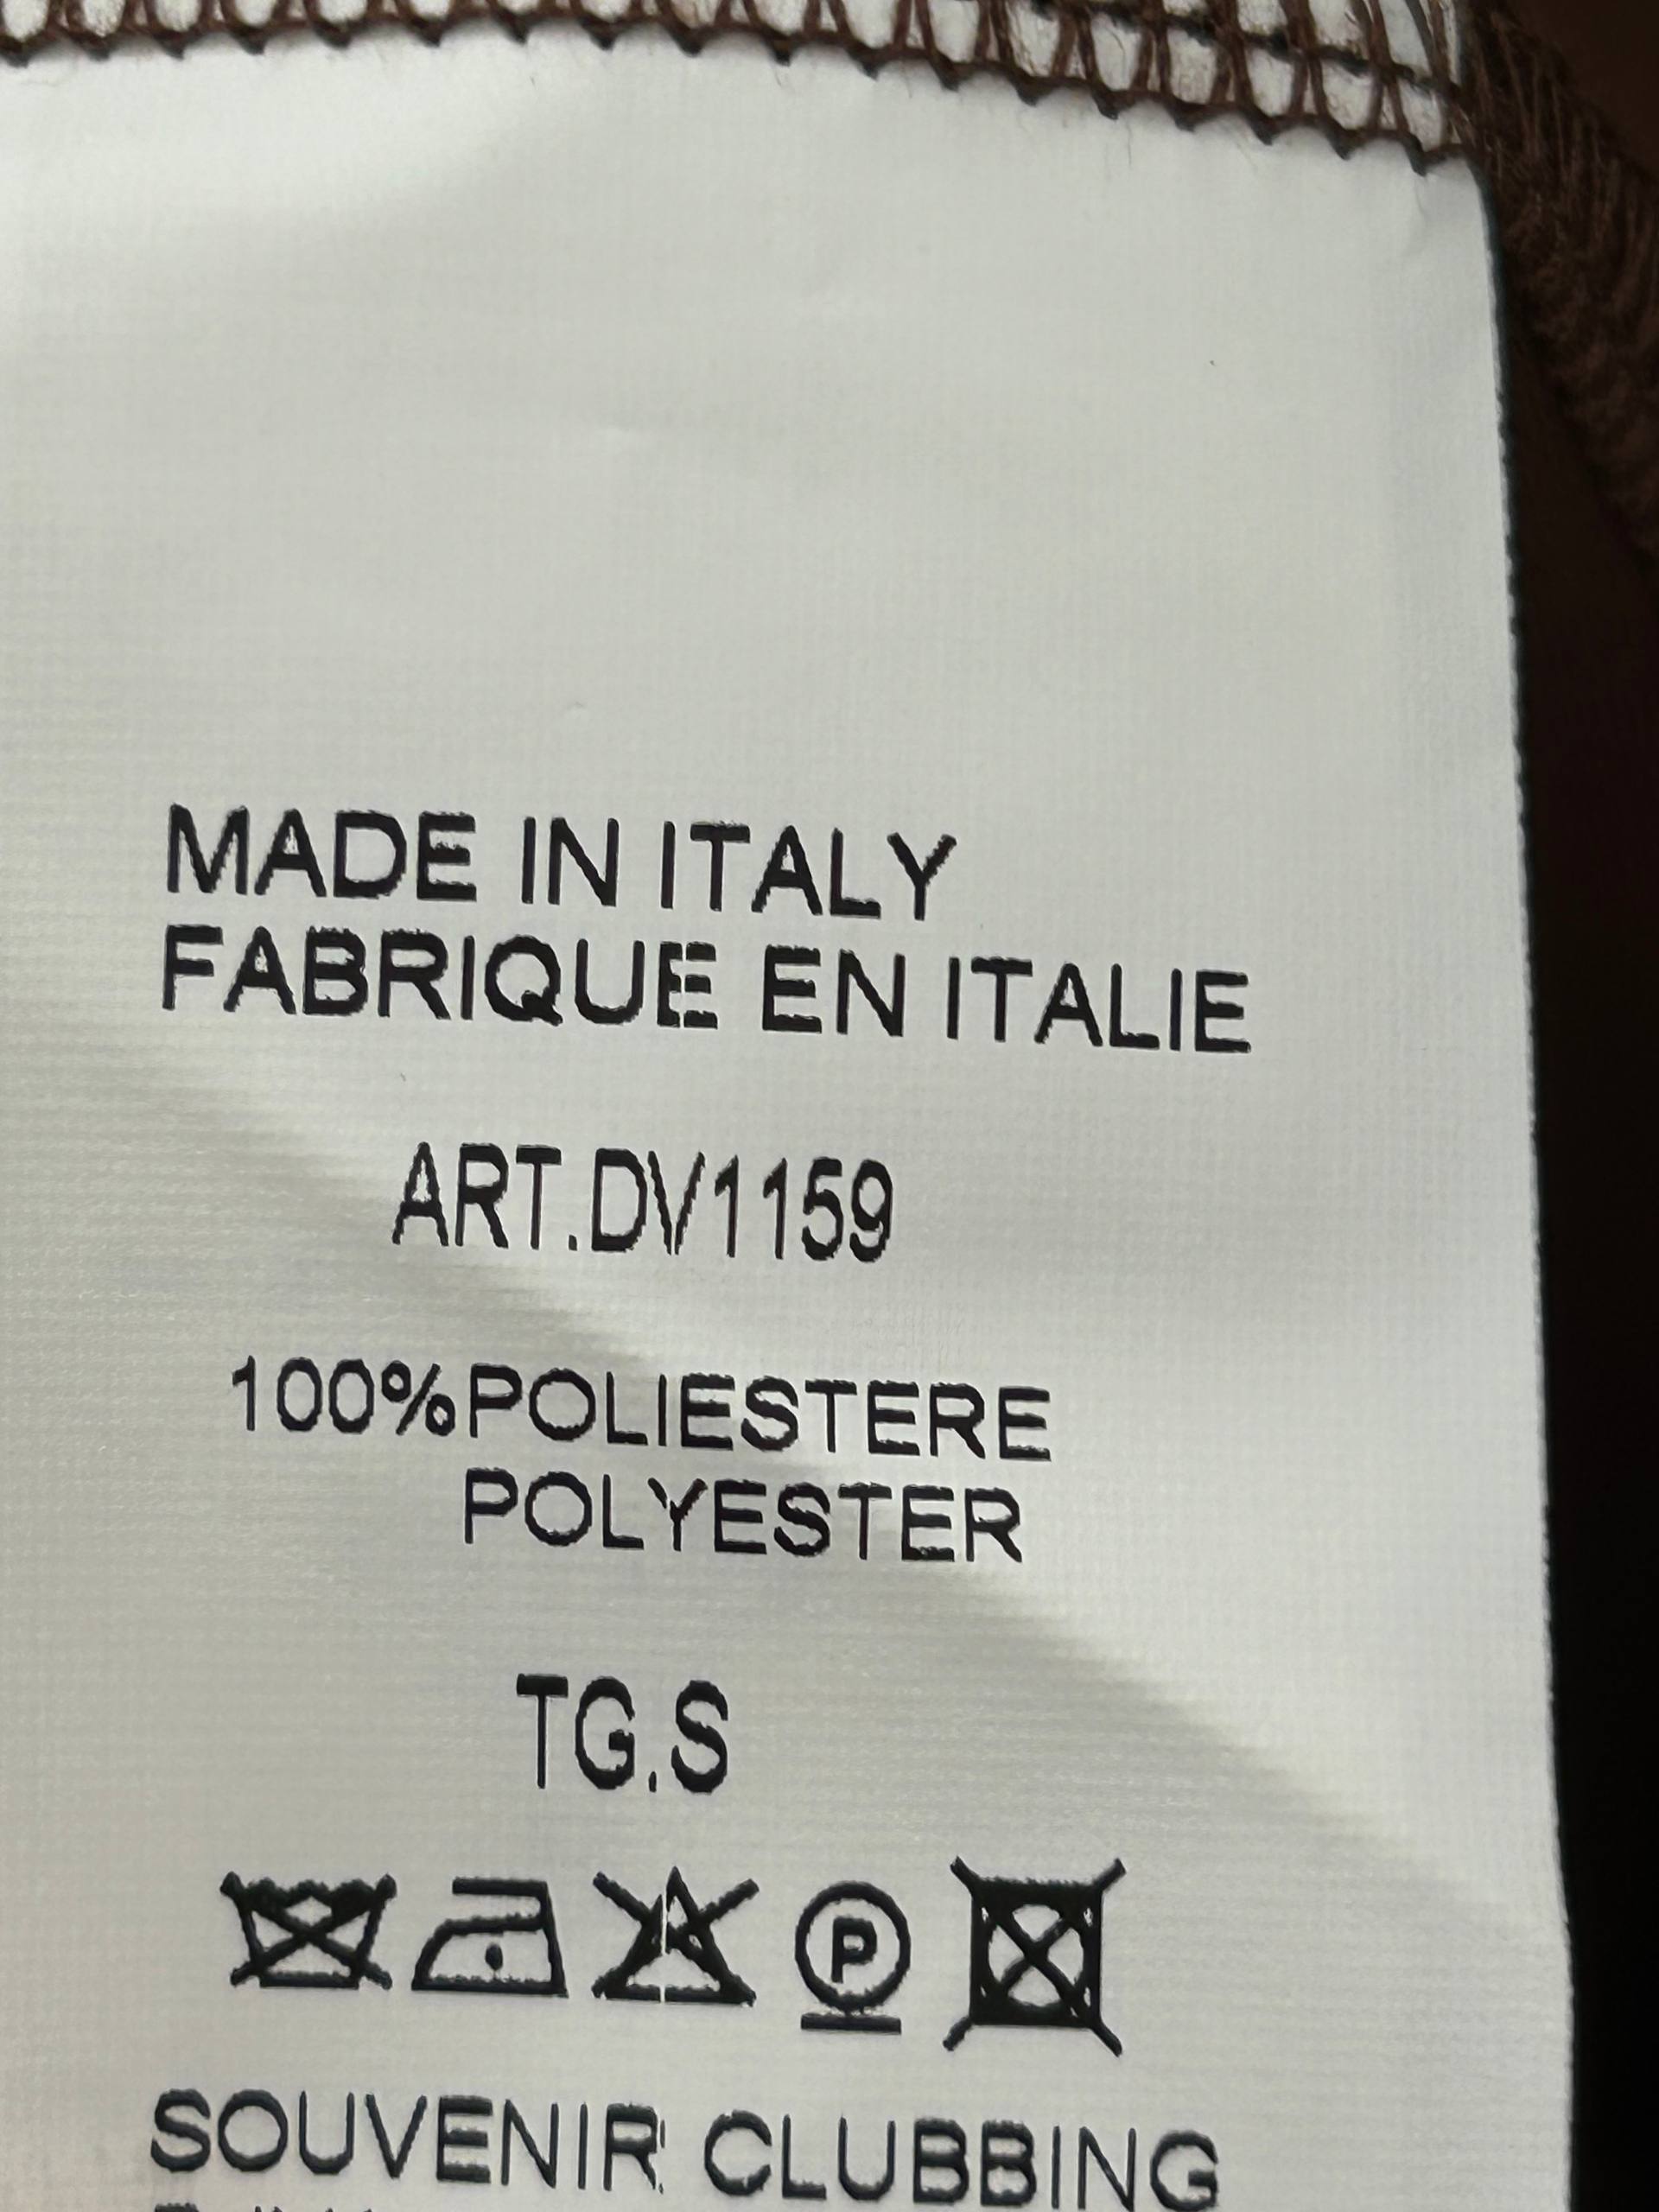 MADE IN ITALY
FABRIQUE EN ITALIE
ART.DV1159
100%POLIESTERE
POLYESTER
TG.S
P
SOUVENIR CLUBBING